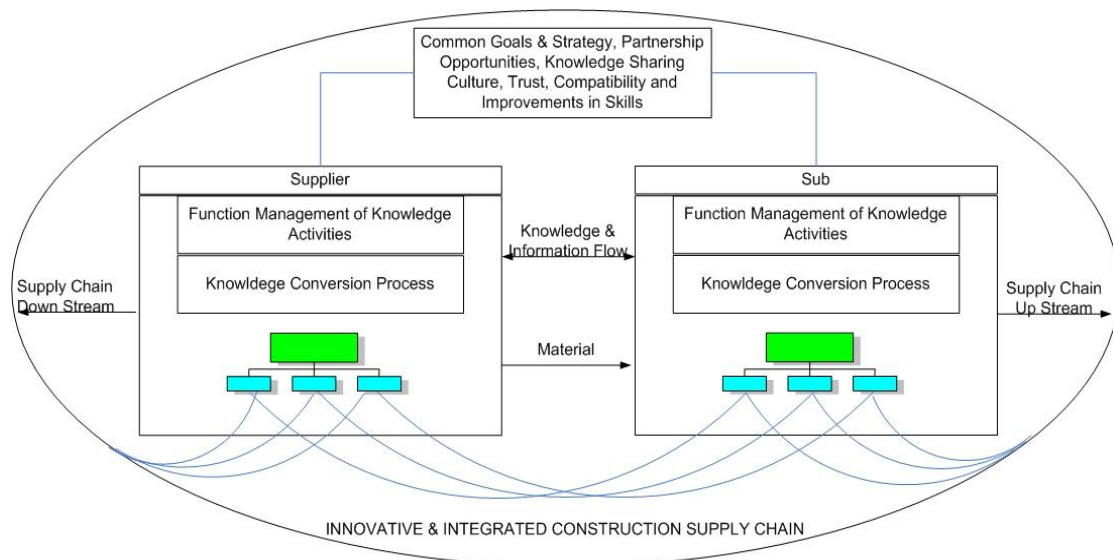 Common Goals & Strategy, Partnership
Opportunities, Knowledge Sharing
Culture, Trust, Compatibility and
Improvements in Skills
Supplier
Sub
Function Management of Knowledge
Activities
Knowledge &
Information Flow
Function Management of Knowledge
Activities
Knowldege Conversion Process
Knowldege Conversion Process
Supply Chain
Down Stream
Supply Chain
Up Stream
Material
INNOVATIVE & INTEGRATED CONSTRUCTION SUPPLY CHAIN